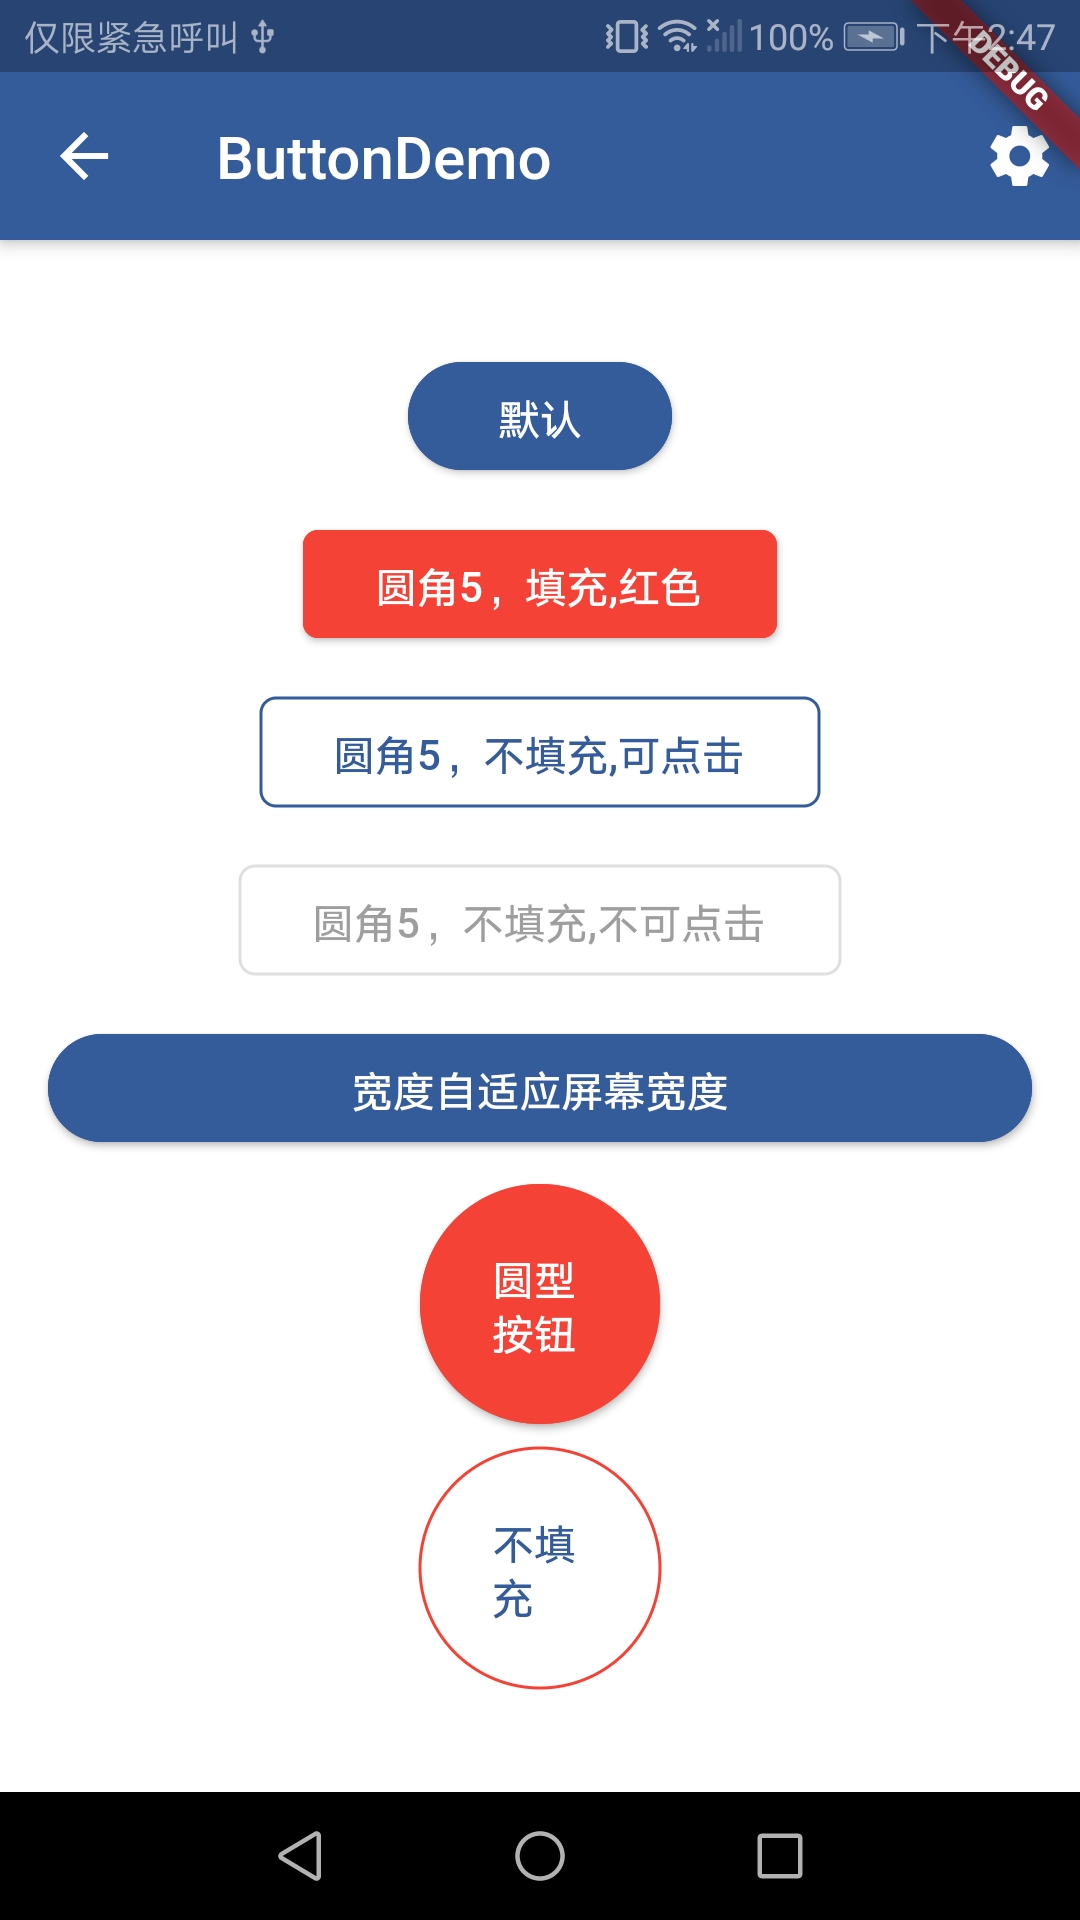 仅限紧急呼叫 100% 下午2:47
DEBUG
ButtonDemo
默认
圆角5，填充,红色
圆角5，不填充,可点击
圆角5，不填充,不可点击
宽度自适应屏幕宽度
圆型
按钮
不填
充